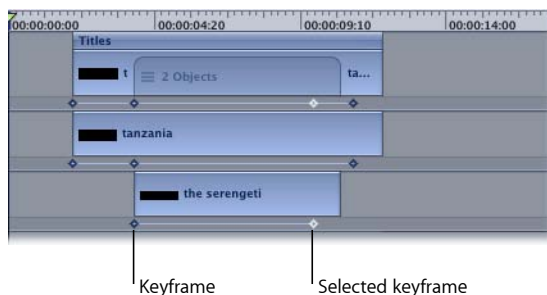 00:00:00:00 00:00:04:20 00:00:09:10 00:00:14:00
Titles
t 2 Objects ta...
tanzania
the serengeti
Keyframe Selected keyframe